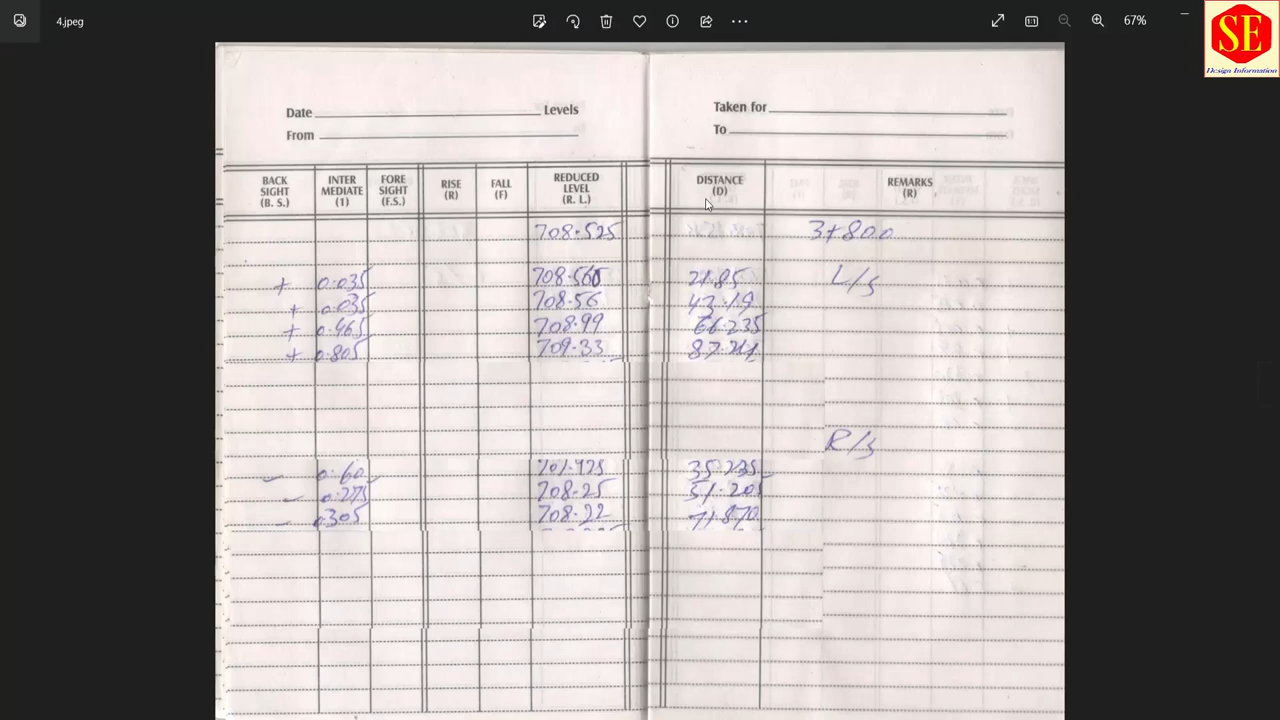 4.jpeg
67%
SE
Design Information
Date Levels
From
Taken for
To
BACK SIGHT (B. S.) INTER MEDIATE (1) FORE SIGHT (F.S.) RISE (R) FALL (F) REDUCED LEVEL (R. L.) DISTANCE (D) REMARKS (R)
708.525 3+800
+ 0.035 708.560 21.85 L/s
+ 0.035 708.56 43.19
+ 0.465 708.99 66.235
+ 0.805 709.33
R/s
- 0.60 35.235
- 0.275 708.25 51.205
- 708.22 71.870